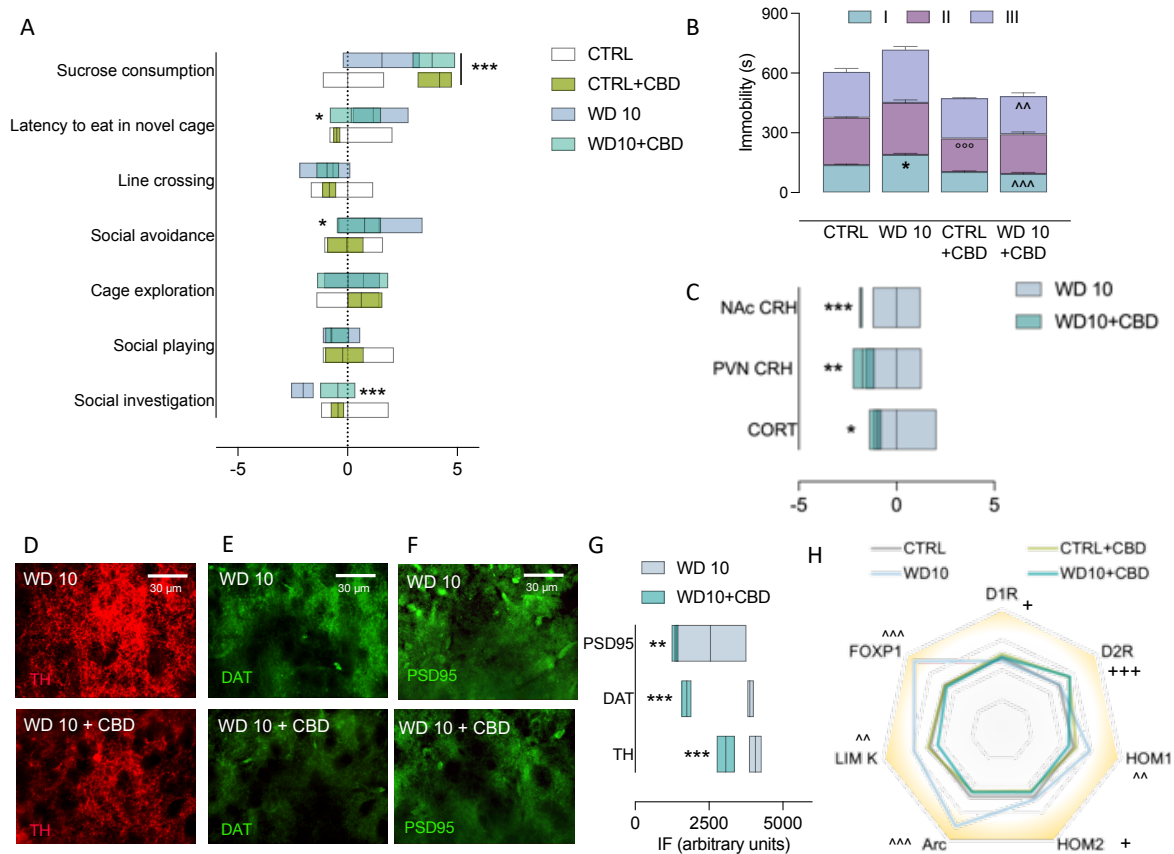 A
Sucrose consumption
Latency to eat in novel cage
Line crossing
Social avoidance
Cage exploration
Social playing
Social investigation
***
*
*
***
-5 0 5
CTRL
CTRL+CBD
WD 10
WD10+CBD
B
I II III
Immobility (s)
900
600
300
0
*
°°°
^^
^^^
CTRL WD 10 CTRL +CBD WD 10 +CBD
C
WD 10
WD10+CBD
NAc CRH ***
PVN CRH **
CORT *
-5 0 5
D
WD 10
30 µm
TH
WD 10 + CBD
TH
E
WD 10
30 µm
DAT
WD 10 + CBD
DAT
F
WD 10
30 µm
PSD95
WD 10 + CBD
PSD95
G
WD 10
WD10+CBD
PSD95 **
DAT ***
TH ***
0 2500 5000
IF (arbitrary units)
H
CTRL CTRL+CBD
WD10 WD10+CBD
D1R
+
D2R
+++
HOM1
^^
HOM2 +
^^^ Arc
^^
LIM K
^^^
FOXP1